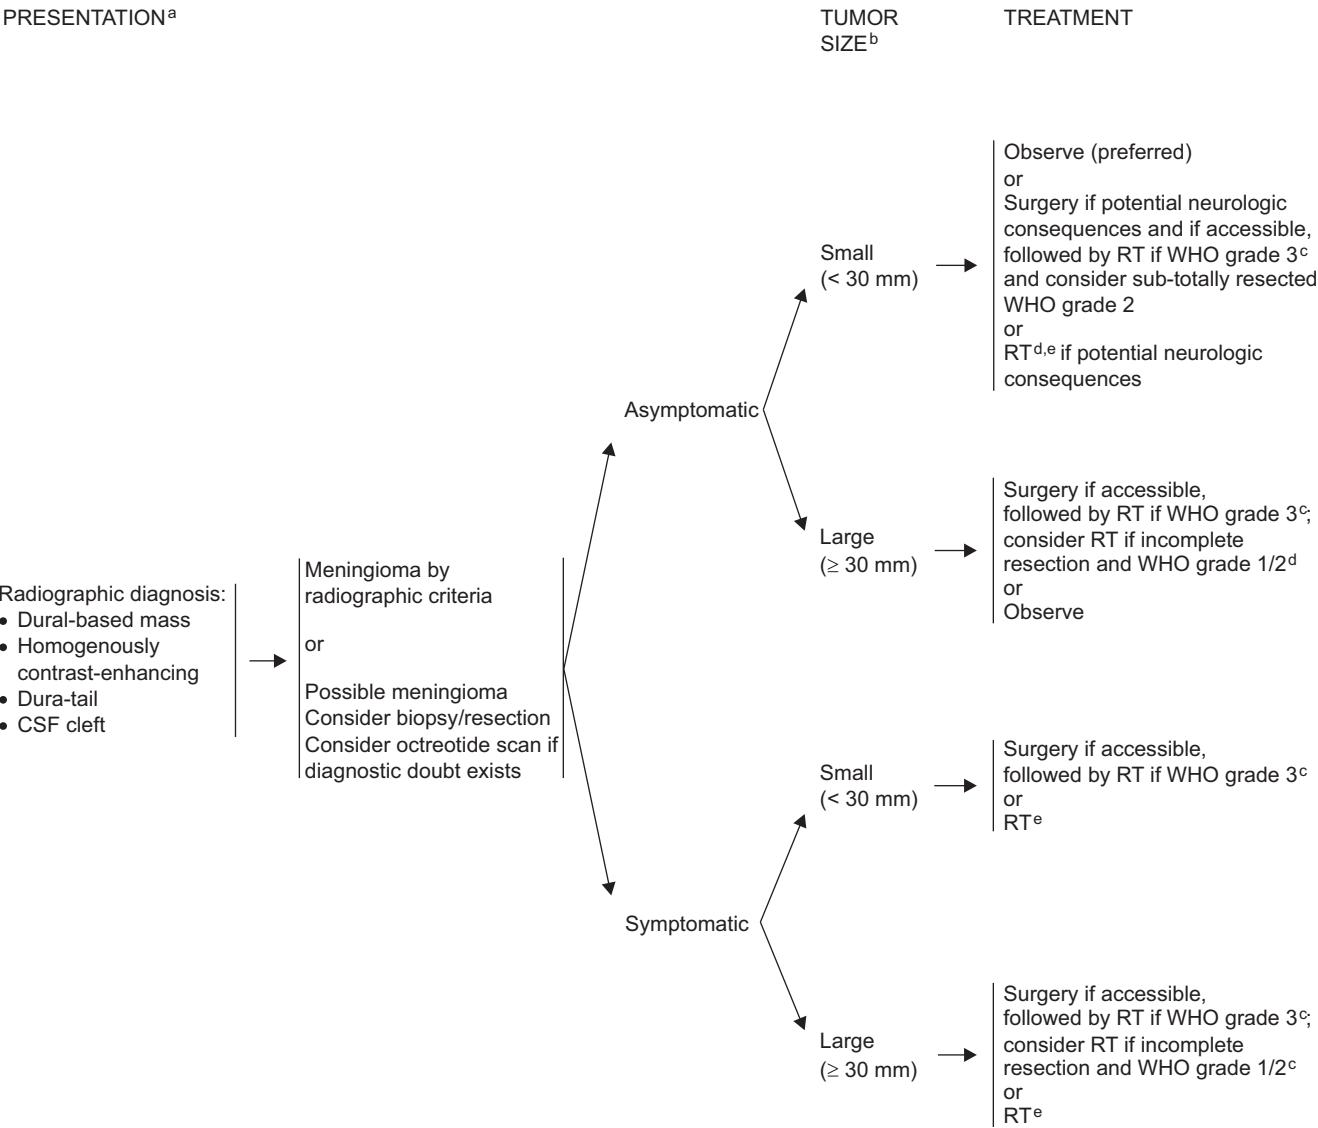 PRESENTATIONᵃ
TUMOR
SIZEᵇ
TREATMENT
Radiographic diagnosis:
• Dural-based mass
• Homogenously
contrast-enhancing
• Dura-tail
• CSF cleft
Meningioma by
radiographic criteria
or
Possible meningioma
Consider biopsy/resection
Consider octreotide scan if
diagnostic doubt exists
Asymptomatic
Small
(< 30 mm)
Observe (preferred)
or
Surgery if potential neurologic
consequences and if accessible,
followed by RT if WHO grade 3ᶜ
and consider sub-totally resected
WHO grade 2
or
RTᵈ,ᵉ if potential neurologic
consequences
Large
(≥ 30 mm)
Surgery if accessible,
followed by RT if WHO grade 3ᶜ;
consider RT if incomplete
resection and WHO grade 1/2ᵈ
or
Observe
Symptomatic
Small
(< 30 mm)
Surgery if accessible,
followed by RT if WHO grade 3ᶜ
or
RTᵉ
Large
(≥ 30 mm)
Surgery if accessible,
followed by RT if WHO grade 3ᶜ;
consider RT if incomplete
resection and WHO grade 1/2ᶜ
or
RTᵉ